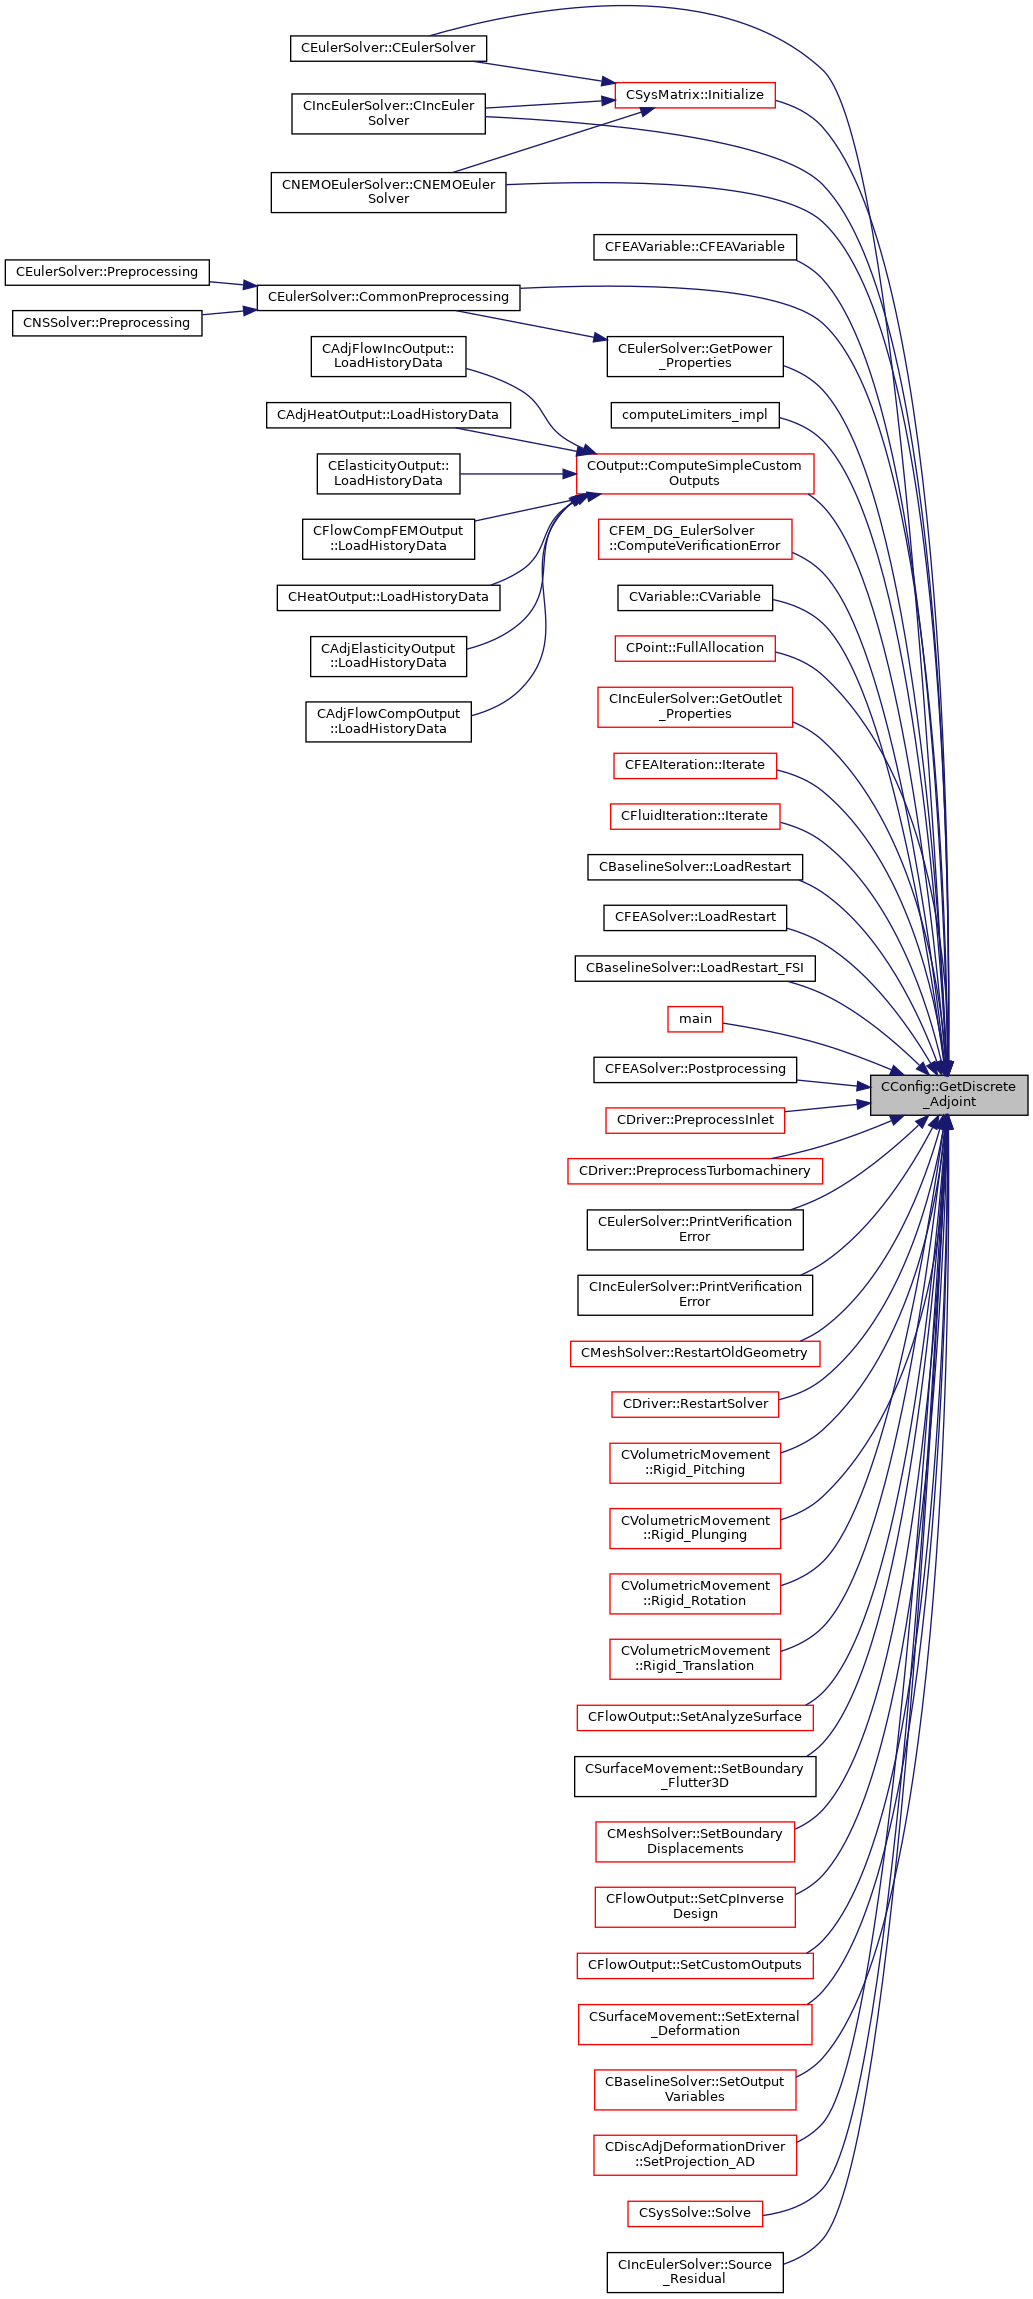 CEulerSolver::CEulerSolver
CSysMatrix::Initialize
CIncEulerSolver::CIncEuler
Solver
CNEMOEulerSolver::CNEMOEuler
Solver
CFEAVariable::CFEAVariable
CEulerSolver::Preprocessing
CEulerSolver::CommonPreprocessing
CNSSolver::Preprocessing
CAdjFlowIncOutput::
LoadHistoryData
CEulerSolver::GetPower
_Properties
CAdjHeatOutput::LoadHistoryData
computeLimiters_impl
CElasticityOutput::
LoadHistoryData
COutput::ComputeSimpleCustom
Outputs
CFlowCompFEMOutput
::LoadHistoryData
CFEM_DG_EulerSolver
::ComputeVerificationError
CHeatOutput::LoadHistoryData
CVariable::CVariable
CAdjElasticityOutput
::LoadHistoryData
CPoint::FullAllocation
CAdjFlowCompOutput
::LoadHistoryData
CIncEulerSolver::GetOutlet
_Properties
CFEAIteration::Iterate
CFluidIteration::Iterate
CBaselineSolver::LoadRestart
CFEASolver::LoadRestart
CBaselineSolver::LoadRestart_FSI
main
CFEASolver::Postprocessing
CConfig::GetDiscrete
_Adjoint
CDriver::PreprocessInlet
CDriver::PreprocessTurbomachinery
CEulerSolver::PrintVerification
Error
CIncEulerSolver::PrintVerification
Error
CMeshSolver::RestartOldGeometry
CDriver::RestartSolver
CVolumetricMovement
::Rigid_Pitching
CVolumetricMovement
::Rigid_Plunging
CVolumetricMovement
::Rigid_Rotation
CVolumetricMovement
::Rigid_Translation
CFlowOutput::SetAnalyzeSurface
CSurfaceMovement::SetBoundary
_Flutter3D
CMeshSolver::SetBoundary
Displacements
CFlowOutput::SetCpInverse
Design
CFlowOutput::SetCustomOutputs
CSurfaceMovement::SetExternal
_Deformation
CBaselineSolver::SetOutput
Variables
CDiscAdjDeformationDriver
::SetProjection_AD
CSysSolve::Solve
CIncEulerSolver::Source
_Residual